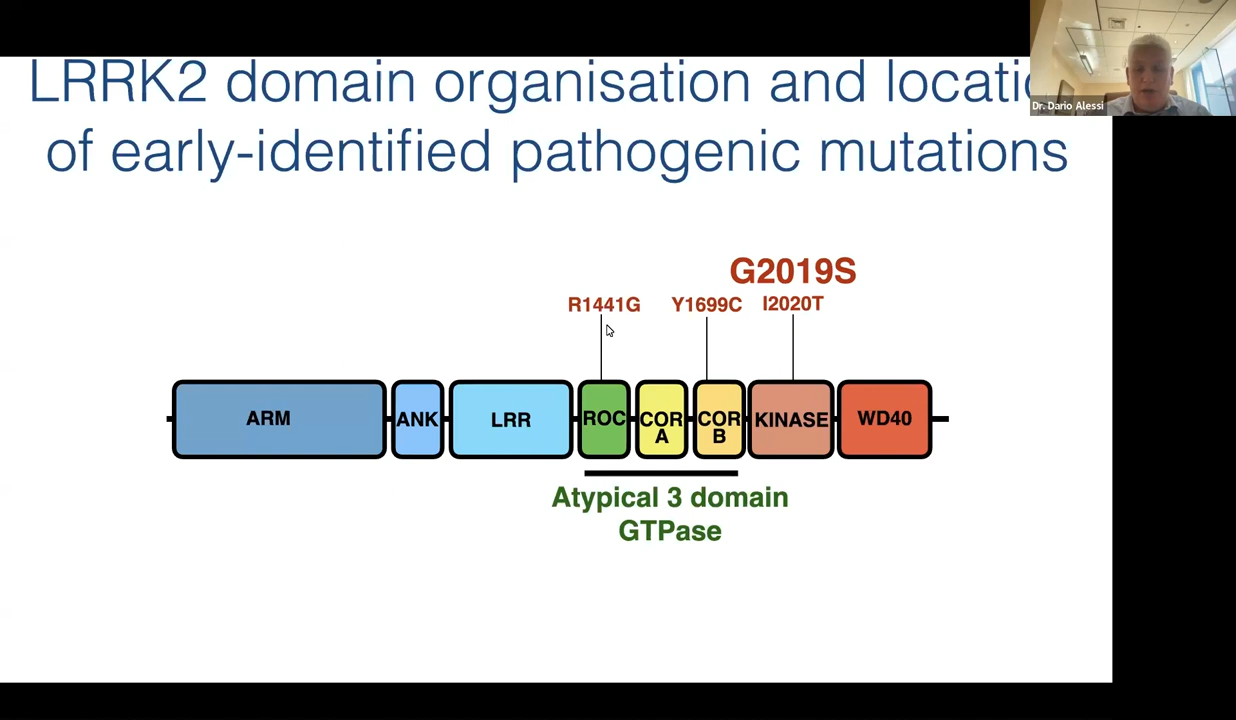 LRRK2 domain organisation and locatio
of early-identified pathogenic mutations
Dr. Dario Alessi
G2019S
R1441G Y1699C I2020T
ARM ANK LRR ROC COR A COR B KINASE WD40
Atypical 3 domain
GTPase